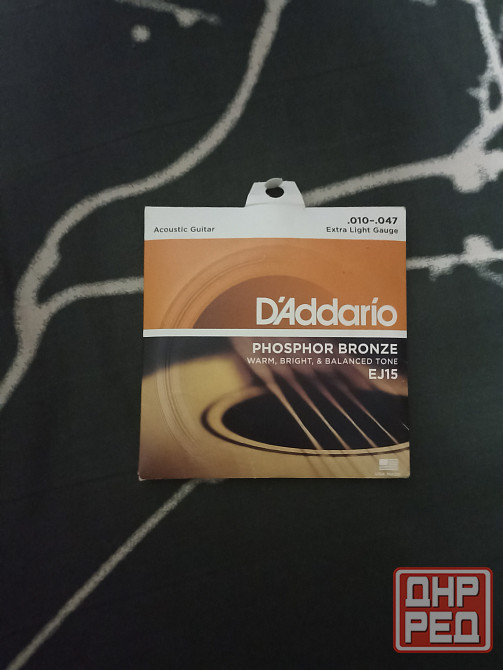 .010-.047
Acoustic Guitar
Extra Light Gauge
D'Addario
PHOSPHOR BRONZE
WARM, BRIGHT, & BALANCED TONE
EJ15
ДНР
РЕД